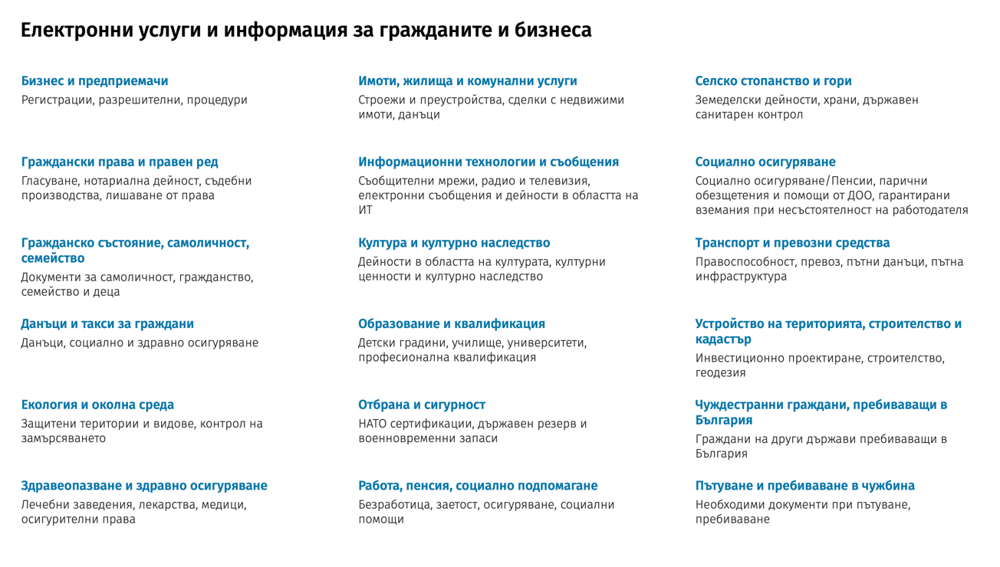 Електронни услуги и информация за гражданите и бизнеса
Бизнес и предприемачи
Регистрации, разрешителни, процедури
Граждански права и правен ред
Гласуване, нотариална дейност, съдебни
производства, лишаване от права
Гражданско състояние, самоличност,
семейство
Документи за самоличност, гражданство,
семейство и деца
Данъци и такси за граждани
Данъци, социално и здравно осигуряване
Екология и околна среда
Защитени територии и видове, контрол на
замърсяването
Здравеопазване и здравно осигуряване
Лечебни заведения, лекарства, медици,
осигурителни права
Имоти, жилища и комунални услуги
Строежи и преустройства, сделки с недвижими
имоти, данъци
Информационни технологии и съобщения
Съобщителни мрежи, радио и телевизия,
електронни съобщения и дейности в областта на
ИТ
Култура и културно наследство
Дейности в областта на културата, културни
ценности и културно наследство
Образование и квалификация
Детски градини, училище, университети,
професионална квалификация
Отбрана и сигурност
НАТО сертификации, държавен резерв и
военновременни запаси
Работа, пенсия, социално подпомагане
Безработица, заетост, осигуряване, социални
помощи
Селско стопанство и гори
Земеделски дейности, храни, държавен
санитарен контрол
Социално осигуряване
Социално осигуряване/Пенсии, парични
обезщетения и помощи от ДОО, гарантирани
вземания при несъстоятелност на работодателя
Транспорт и превозни средства
Правоспособност, превоз, пътни данъци, пътна
инфраструктура
Устройство на територията, строителство и
кадастър
Инвестиционно проектиране, строителство,
геодезия
Чуждестранни граждани, пребиваващи в
България
Граждани на други държави пребиваващи в
България
Пътуване и пребиваване в чужбина
Необходими документи при пътуване,
пребиваване